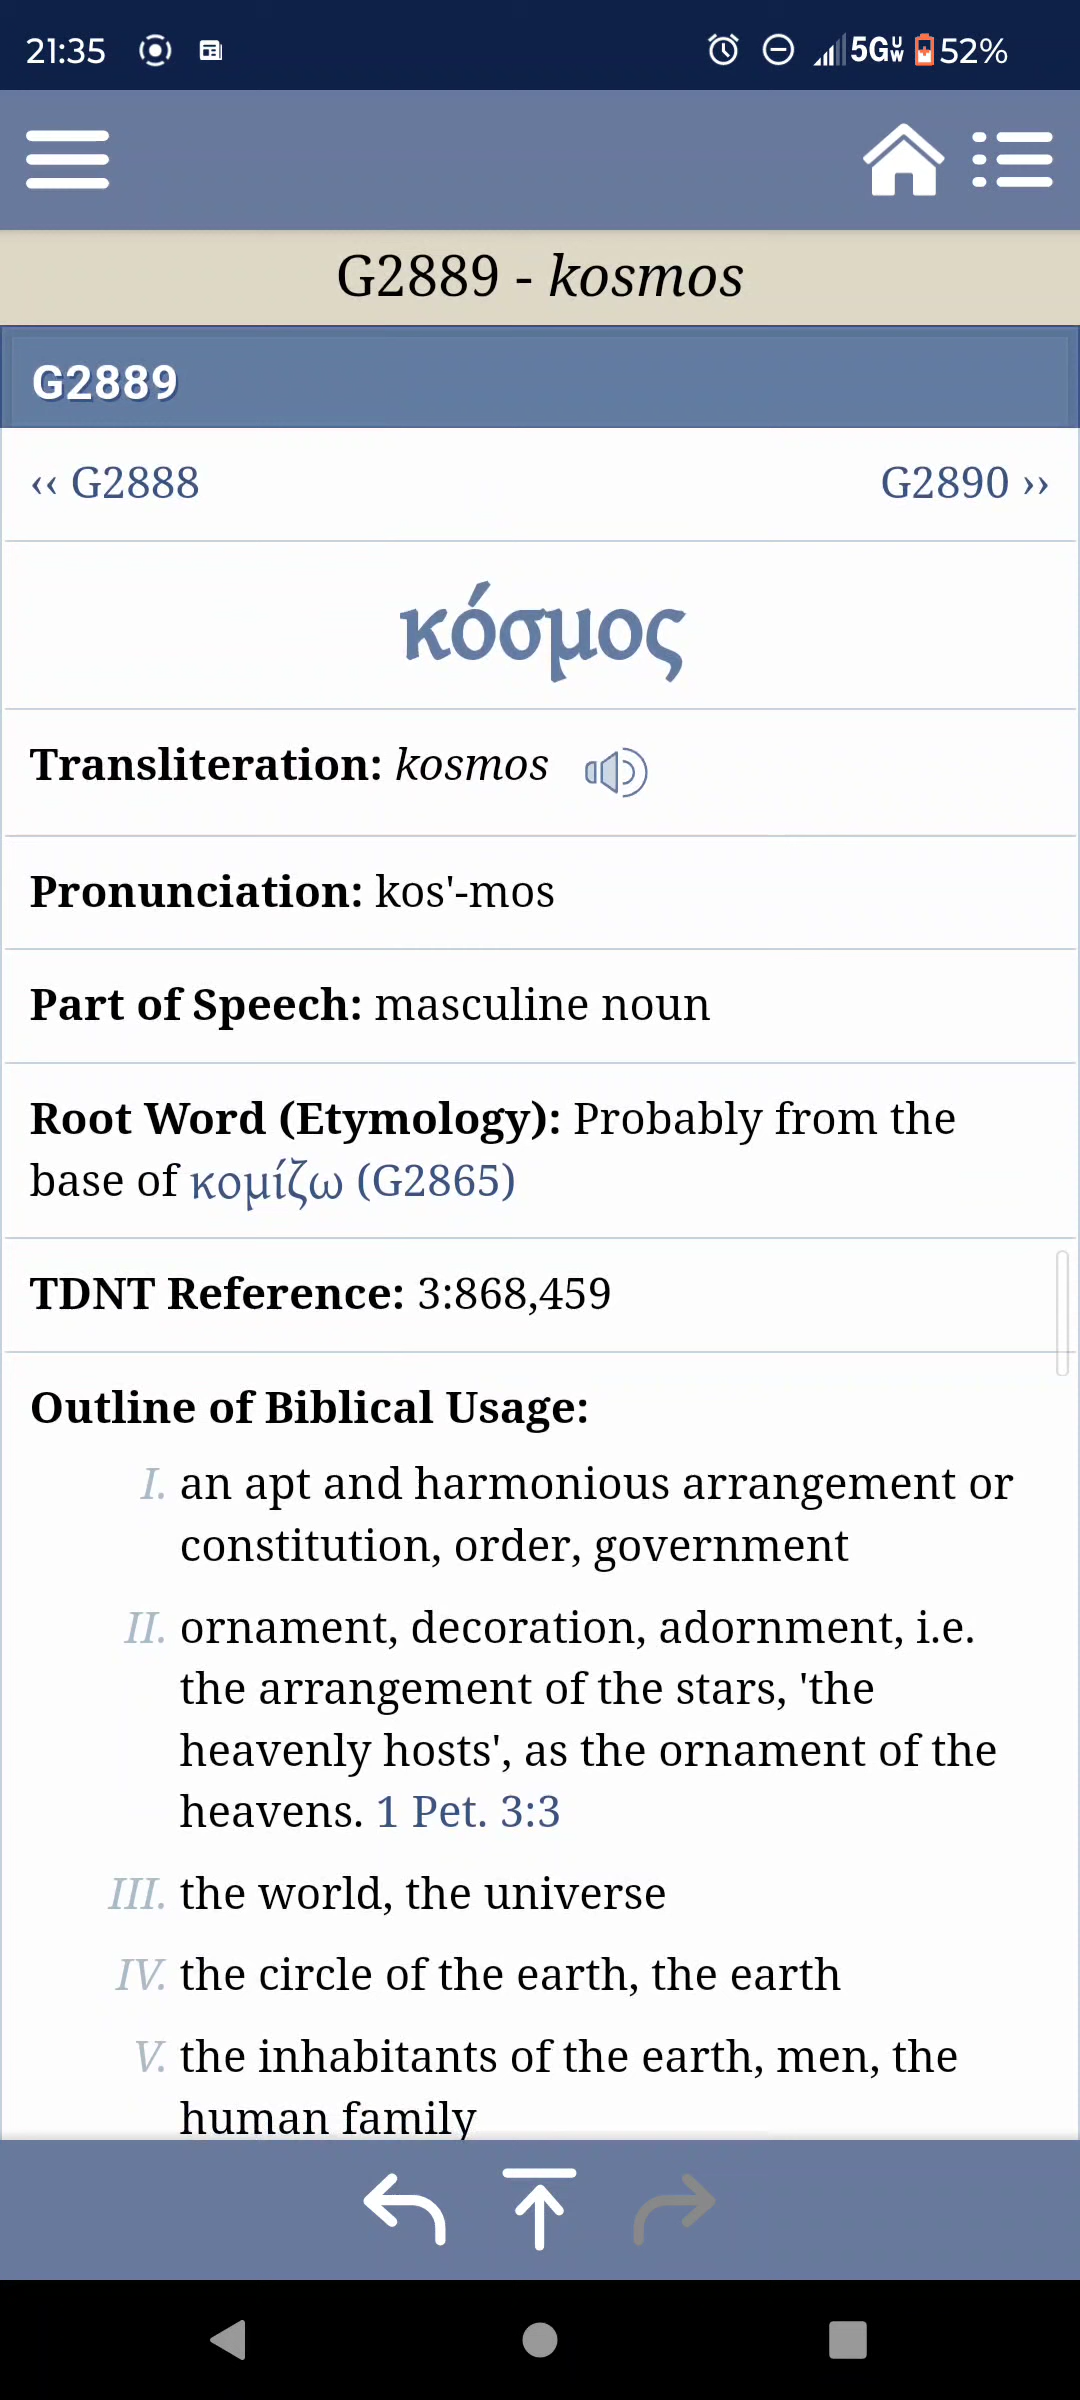 21:35
5G UW 52%
G2889 - kosmos
G2889
‹‹ G2888
G2890 ››
κόσμος
Transliteration: kosmos
Pronunciation: kos'-mos
Part of Speech: masculine noun
Root Word (Etymology): Probably from the
base of κομίζω (G2865)
TDNT Reference: 3:868,459
Outline of Biblical Usage:
I. an apt and harmonious arrangement or
constitution, order, government
II. ornament, decoration, adornment, i.e.
the arrangement of the stars, 'the
heavenly hosts', as the ornament of the
heavens. 1 Pet. 3:3
III. the world, the universe
IV. the circle of the earth, the earth
V. the inhabitants of the earth, men, the
human family